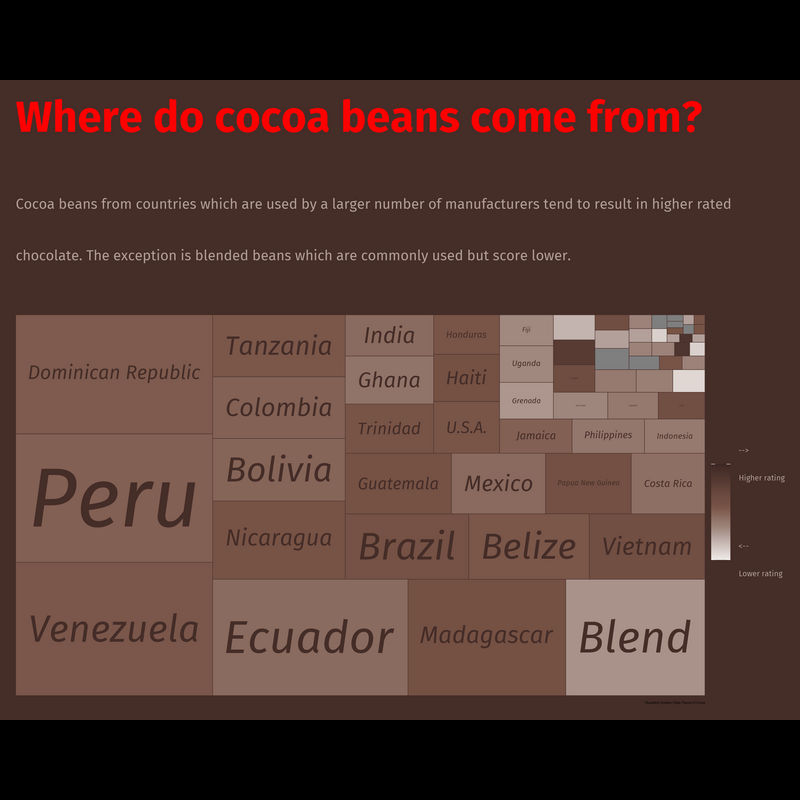 Where do cocoa beans come from?
Cocoa beans from countries which are used by a larger number of manufacturers tend to result in higher rated
chocolate. The exception is blended beans which are commonly used but score lower.
Dominican Republic
Peru
Venezuela
Tanzania
Colombia
Bolivia
Nicaragua
Ecuador
India
Ghana
Trinidad
Honduras
Haiti
U.S.A.
Guatemala
Mexico
Papua New Guinea
Costa Rica
Brazil
Belize
Vietnam
Madagascar
Blend
Fiji
Uganda
Grenada
Jamaica
Philippines
Indonesia
-->
Higher rating
<--
Lower rating